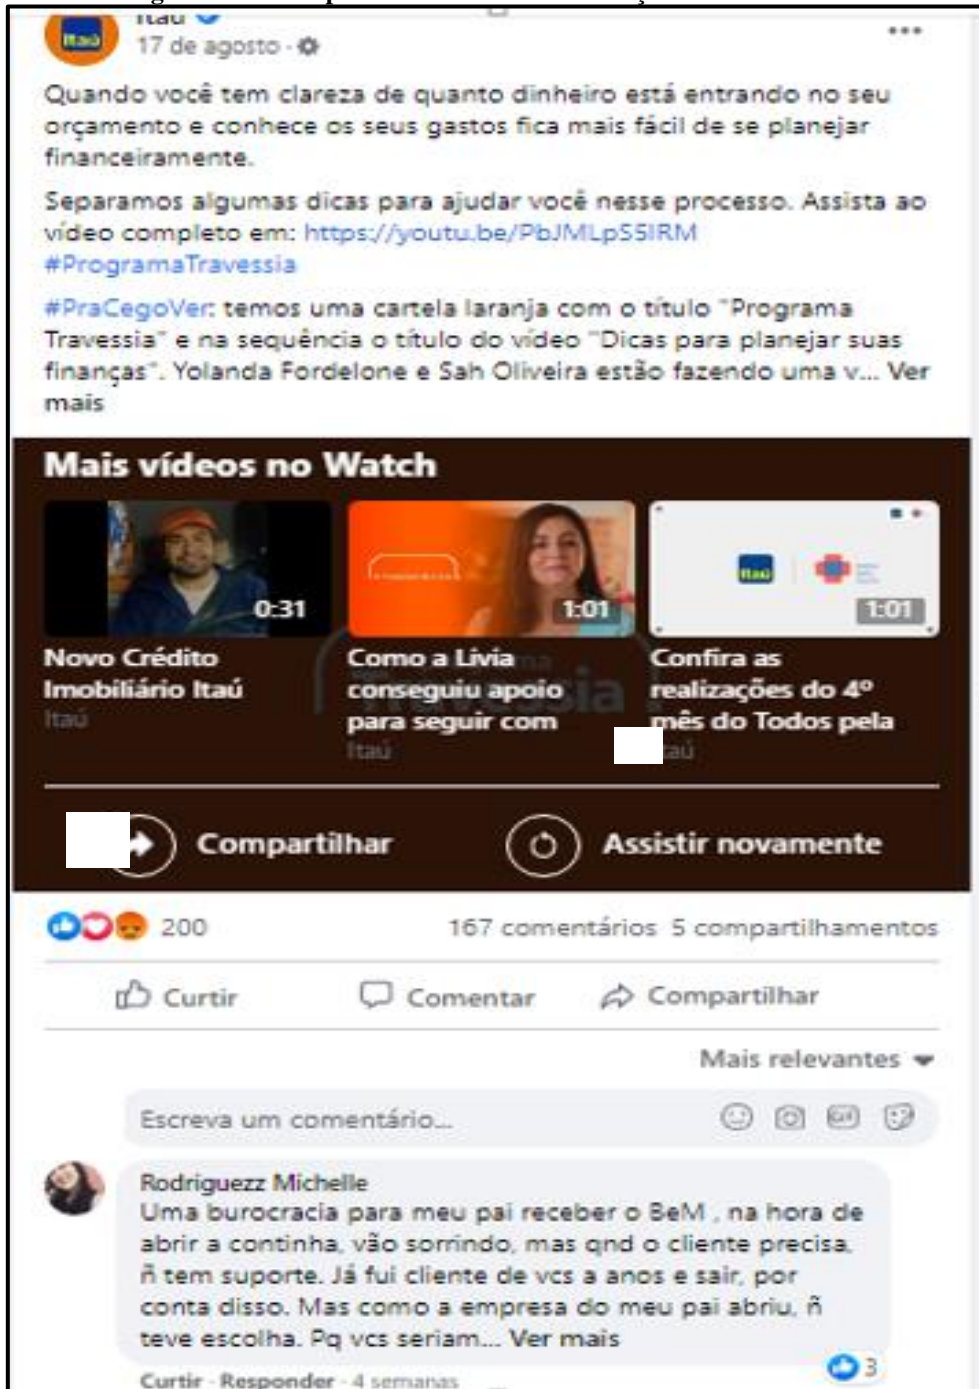 Itaú
Itaú
17 de agosto ·
Quando você tem clareza de quanto dinheiro está entrando no seu
orçamento e conhece os seus gastos fica mais fácil de se planejar
financeiramente.
Separamos algumas dicas para ajudar você nesse processo. Assista ao
vídeo completo em: https://youtu.be/PbJMLpS5IRM
#ProgramaTravessia
#PraCegoVer: temos uma cartela laranja com o título "Programa
Travessia" e na sequência o título do vídeo "Dicas para planejar suas
finanças". Yolanda Fordelone e Sah Oliveira estão fazendo uma v... Ver
mais
Mais vídeos no Watch
0:31
1:01
Itaú
1:01
Novo Crédito
Imobiliário Itaú
Itaú
Como a Livia
conseguiu apoio
para seguir com
Itaú
Confira as
realizações do 4º
mês do Todos pela
Compartilhar
Assistir novamente
200
167 comentários 5 compartilhamentos
Curtir
Comentar
Compartilhar
Mais relevantes
Escreva um comentário...
GIF
Rodriguezz Michelle
Uma burocracia para meu pai receber o BeM , na hora de
abrir a continha, vão sorrindo, mas qnd o cliente precisa,
ñ tem suporte. Já fui cliente de vcs a anos e sair, por
conta disso. Mas como a empresa do meu pai abriu, ñ
teve escolha. Pq vcs seriam... Ver mais
3
Curtir · Responder · 4 semanas